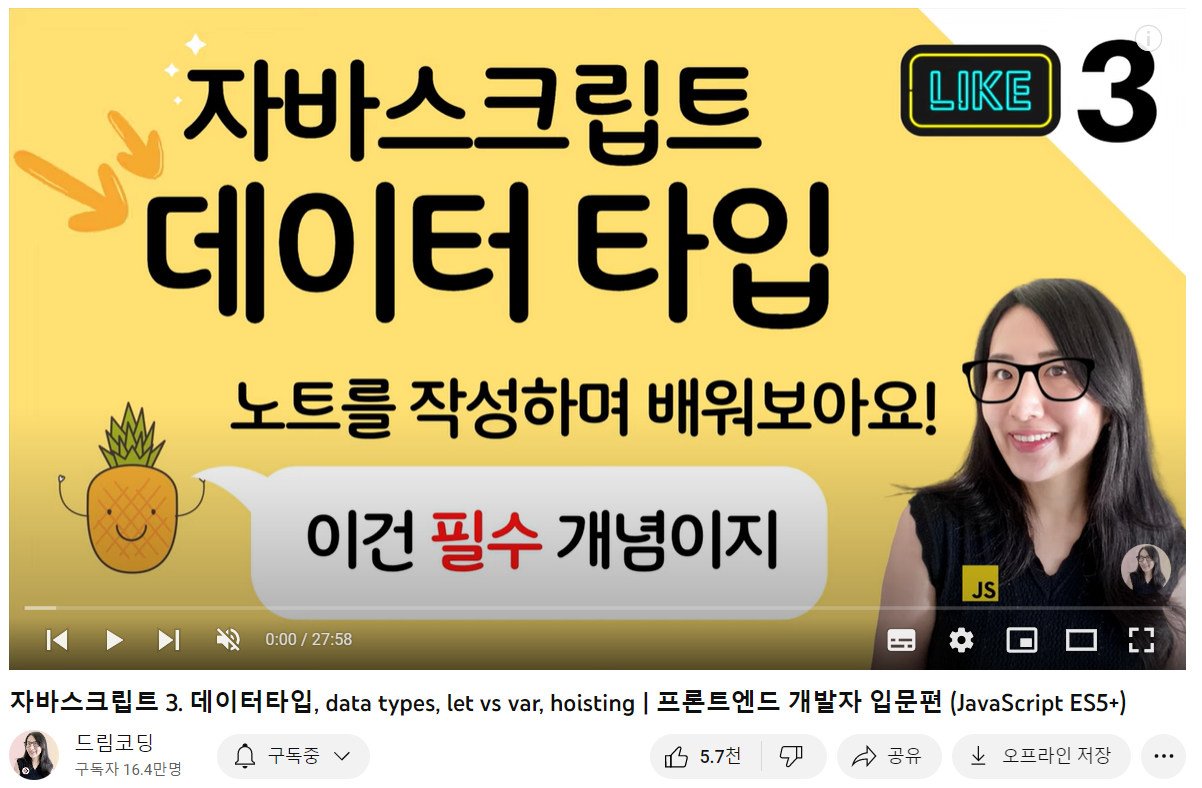 자바스크립트
LIKE 3
데이터 타입
노트를 작성하며 배워보아요!
이건 필수 개념이지
JS
0:00 / 27:58
자바스크립트 3. 데이터타입, data types, let vs var, hoisting | 프론트엔드 개발자 입문편 (JavaScript ES5+)
드림코딩
구독자 16.4만명
구독중
5.7천
공유
오프라인 저장